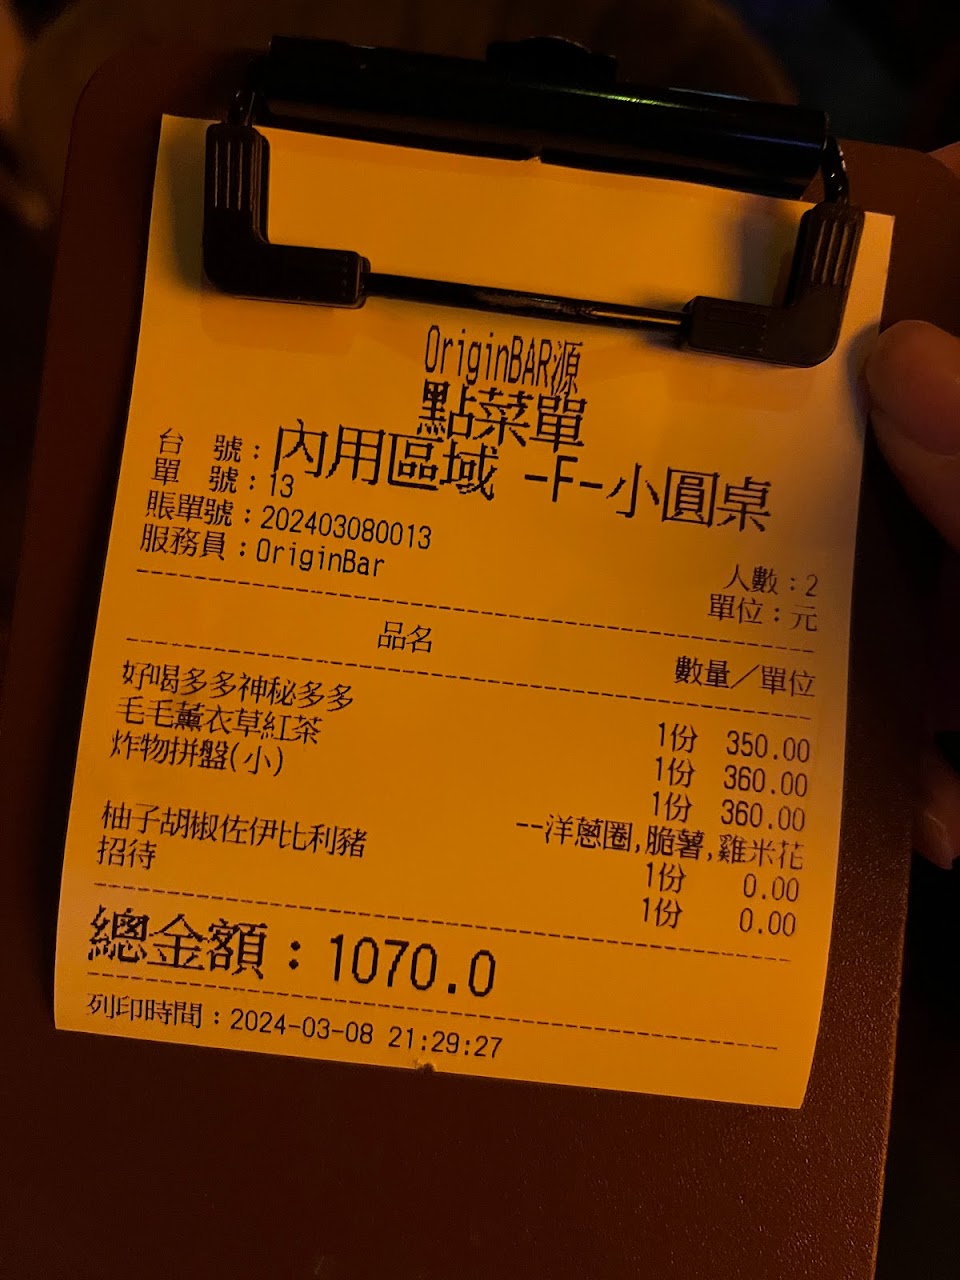 OriginBAR源
點菜單
台　號：內用區域 -F-小圓桌
單　號：13
賬單號：202403080013
服務員：OriginBar
人數：2
單位：元
品名　數量／單位
好喝多多神秘多多　1份　350.00
毛毛薰衣草紅茶　1份　360.00
炸物拼盤(小)　1份　360.00
--洋蔥圈,脆薯,雞米花
柚子胡椒佐伊比利豬　1份　0.00
招待　1份　0.00
總金額：1070.0
列印時間：2024-03-08 21:29:27